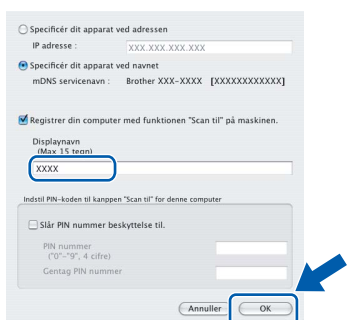 Specificér dit apparat ved adressen
IP adresse : XXX.XXX.XXX.XXX
Specificér dit apparat ved navnet
mDNS servicenavn : Brother XXX-XXXX [XXXXXXXXXXXX]
Registrer din computer med funktionen "Scan til" på maskinen.
Displaynavn
(Max 15 tegn)
XXXX
Indstil PIN-koden til kanppen "Scan til" for denne computer
Slår PIN nummer beskyttelse til.
PIN nummer
("0"-"9", 4 cifre)
Gentag PIN nummer
Annuller OK